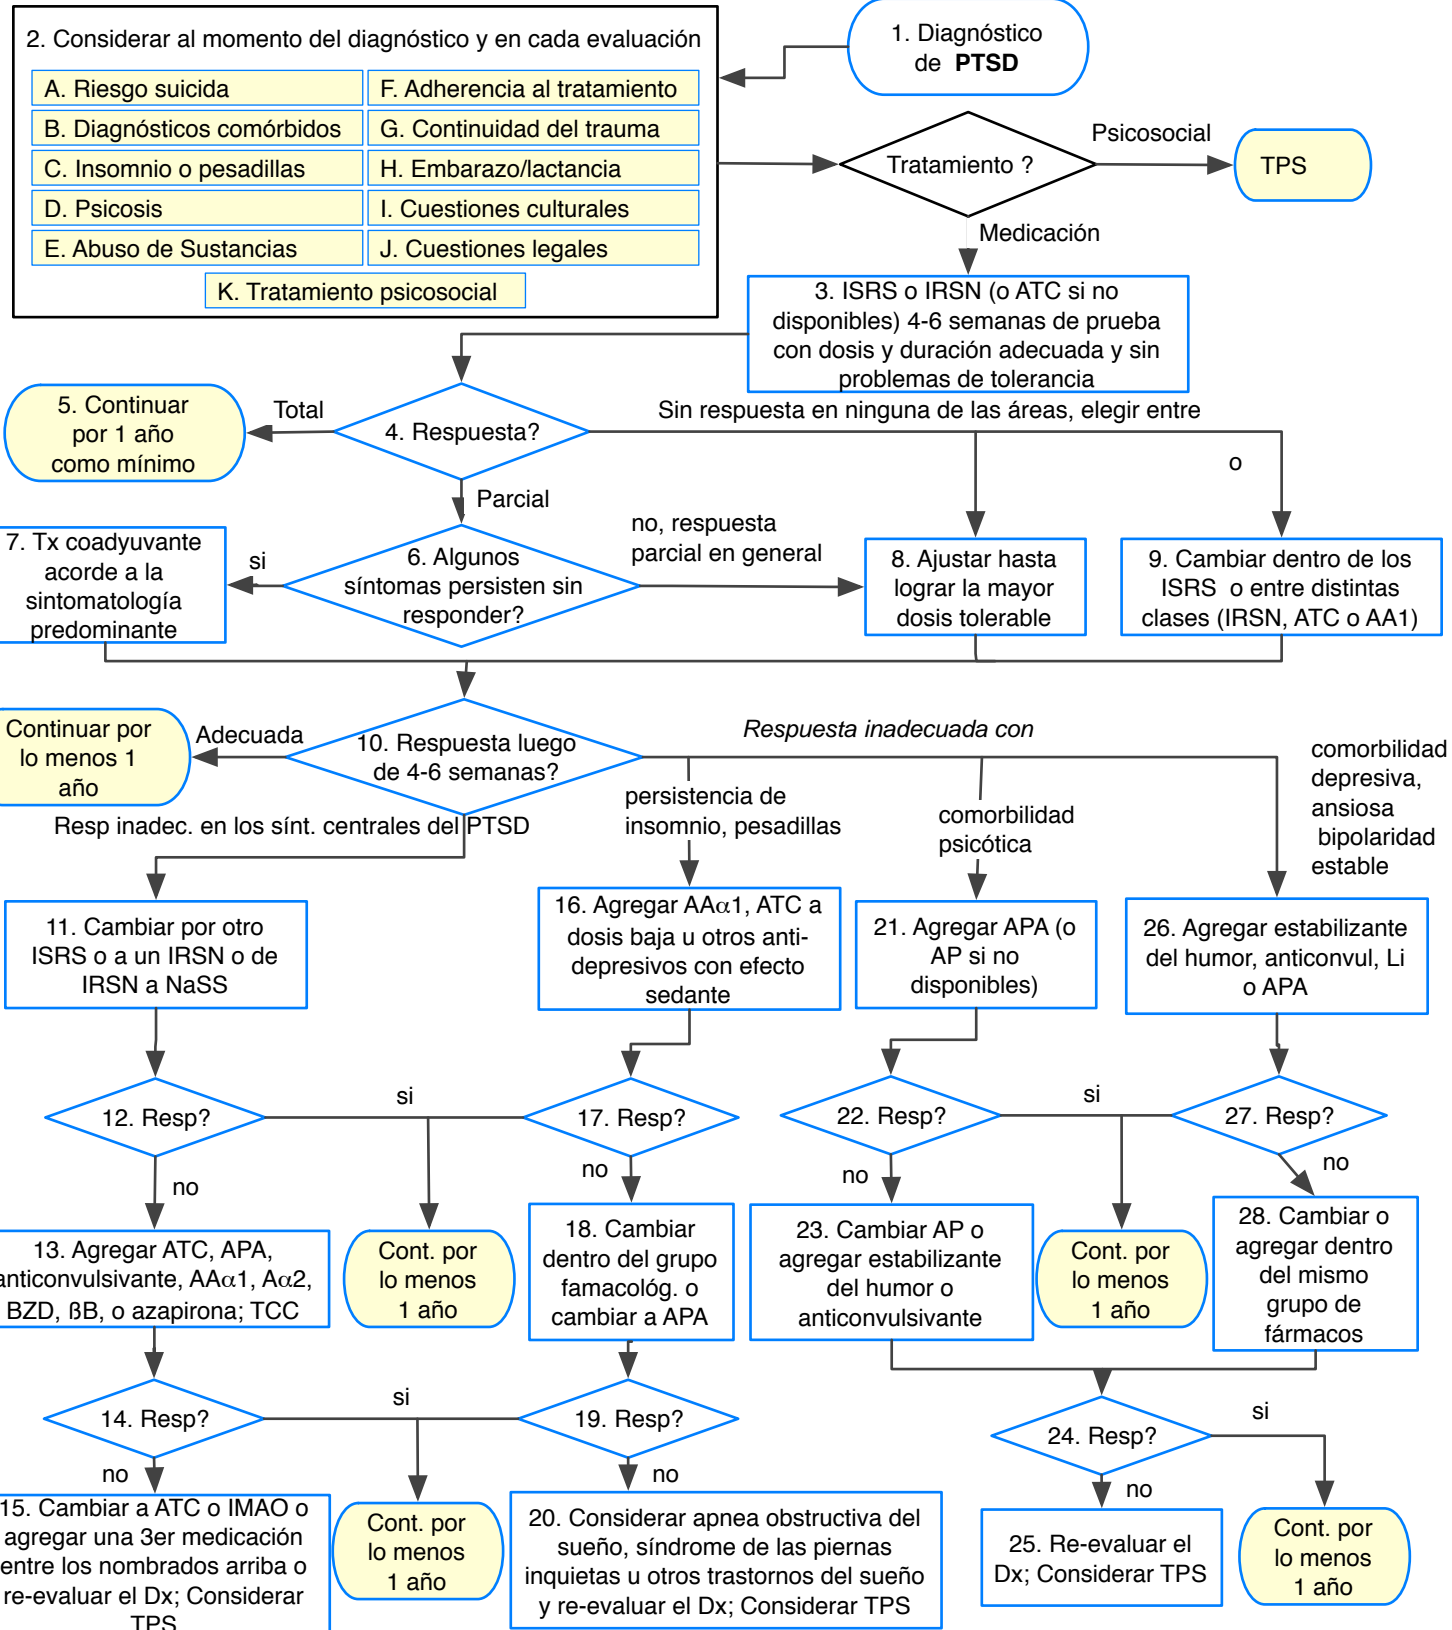 1. Diagnóstico
de PTSD
2. Considerar al momento del diagnóstico y en cada evaluación
A. Riesgo suicida
B. Diagnósticos comórbidos
C. Insomnio o pesadillas
D. Psicosis
E. Abuso de Sustancias
F. Adherencia al tratamiento
G. Continuidad del trauma
H. Embarazo/lactancia
I. Cuestiones culturales
J. Cuestiones legales
K. Tratamiento psicosocial
Tratamiento ?
Psicosocial
TPS
Medicación
3. ISRS o IRSN (o ATC si no
disponibles) 4-6 semanas de prueba
con dosis y duración adecuada y sin
problemas de tolerancia
4. Respuesta?
Total
5. Continuar
por 1 año
como mínimo
Sin respuesta en ninguna de las áreas, elegir entre
o
Parcial
6. Algunos
síntomas persisten sin
responder?
si
7. Tx coadyuvante
acorde a la
sintomatología
predominante
no, respuesta
parcial en general
8. Ajustar hasta
lograr la mayor
dosis tolerable
9. Cambiar dentro de los
ISRS o entre distintas
clases (IRSN, ATC o AA1)
10. Respuesta luego
de 4-6 semanas?
Adecuada
Continuar por
lo menos 1
año
Respuesta inadecuada con
Resp inadec. en los sínt. centrales del PTSD
persistencia de
insomnio, pesadillas
comorbilidad
psicótica
comorbilidad
depresiva,
ansiosa
bipolaridad
estable
11. Cambiar por otro
ISRS o a un IRSN o de
IRSN a NaSS
16. Agregar AAα1, ATC a
dosis baja u otros anti-
depresivos con efecto
sedante
21. Agregar APA (o
AP si no
disponibles)
26. Agregar estabilizante
del humor, anticonvul, Li
o APA
12. Resp?
si
17. Resp?
22. Resp?
si
27. Resp?
no
no
no
no
13. Agregar ATC, APA,
anticonvulsivante, AAα1, Aα2,
BZD, ßB, o azapirona; TCC
Cont. por
lo menos
1 año
18. Cambiar
dentro del grupo
famacológ. o
cambiar a APA
23. Cambiar AP o
agregar estabilizante
del humor o
anticonvulsivante
Cont. por
lo menos
1 año
28. Cambiar o
agregar dentro
del mismo
grupo de
fármacos
14. Resp?
si
19. Resp?
24. Resp?
si
no
no
no
15. Cambiar a ATC o IMAO o
agregar una 3er medicación
entre los nombrados arriba o
re-evaluar el Dx; Considerar
TPS
Cont. por
lo menos
1 año
20. Considerar apnea obstructiva del
sueño, síndrome de las piernas
inquietas u otros trastornos del sueño
y re-evaluar el Dx; Considerar TPS
25. Re-evaluar el
Dx; Considerar TPS
Cont. por
lo menos
1 año